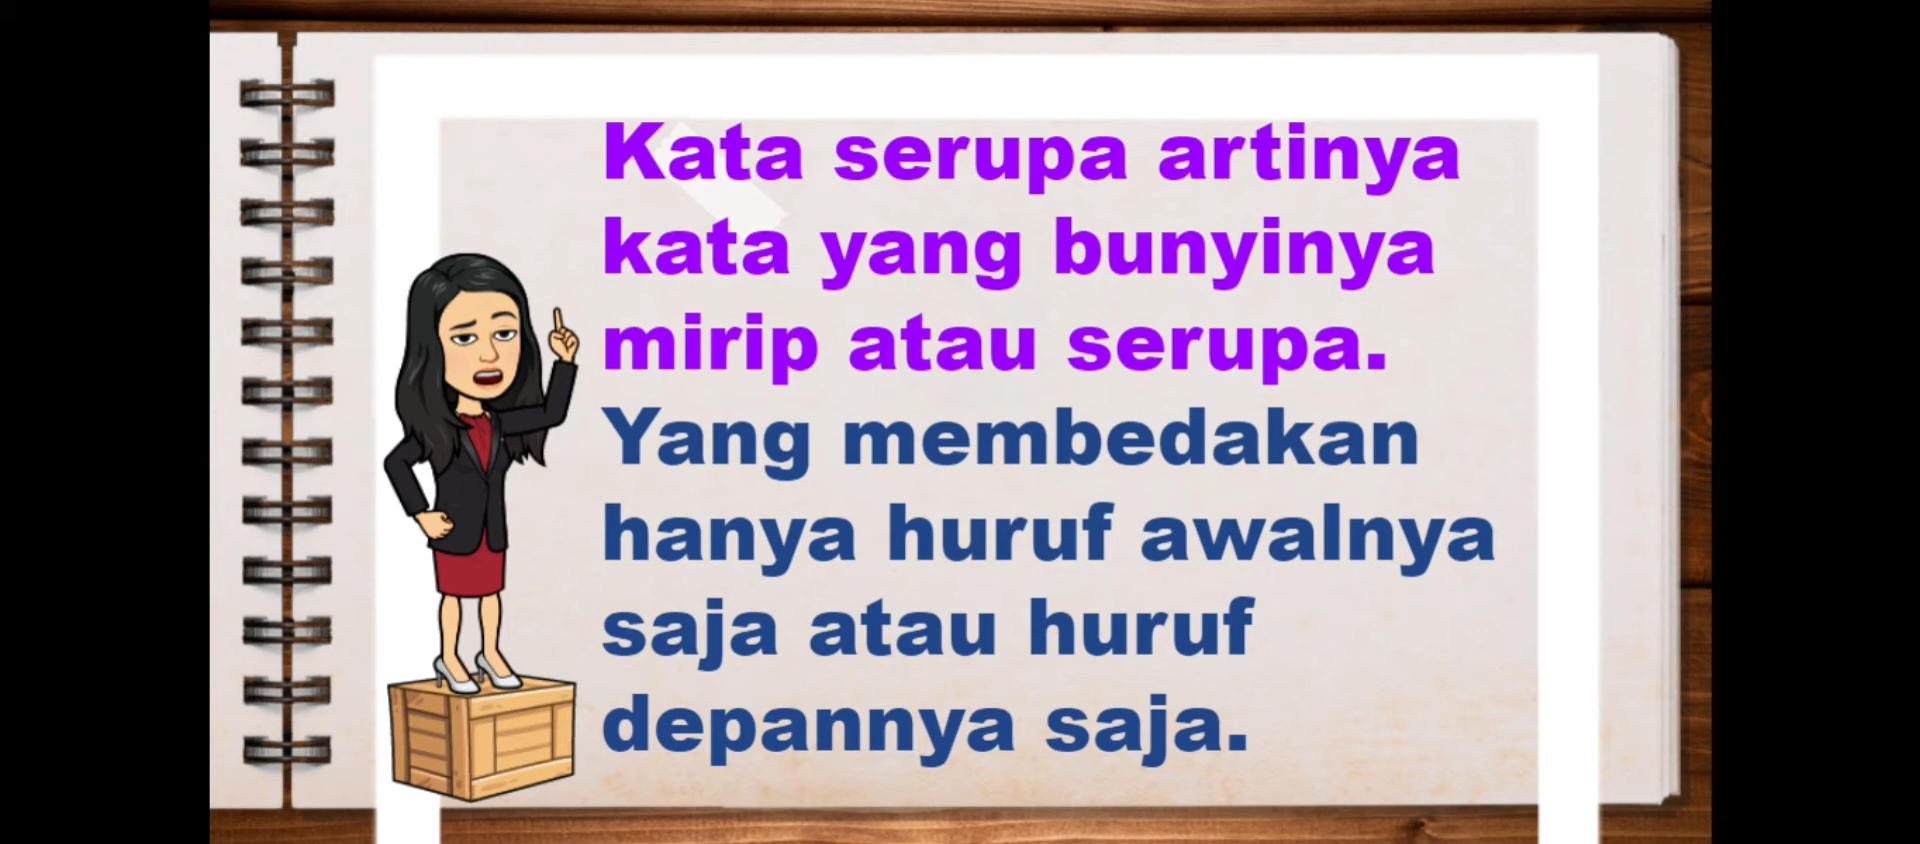 Kata serupa artinya
kata yang bunyinya
mirip atau serupa.
Yang membedakan
hanya huruf awalnya
saja atau huruf
depannya saja.